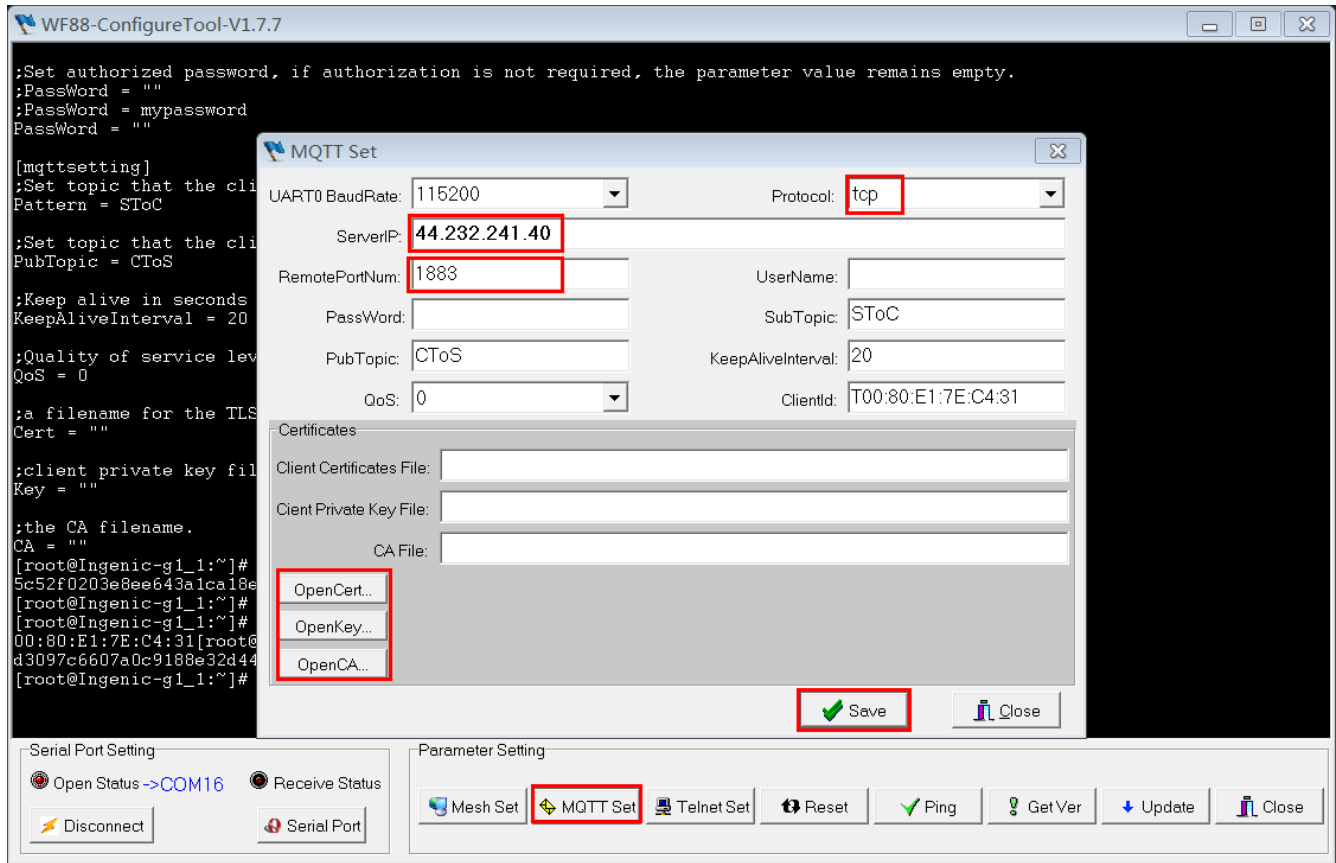 WF88-ConfigureTool-V1.7.7
;Set authorized password, if authorization is not required, the parameter value remains empty.
;PassWord = ""
;PassWord = mypassword
PassWord = ""
[mqttsetting]
;Set topic that the cli
Pattern = SToC
;Set topic that the cli
PubTopic = CToS
;Keep alive in seconds
KeepAliveInterval = 20
;Quality of service lev
QoS = 0
;a filename for the TLS
Cert = ""
;client private key fil
Key = ""
;the CA filename.
CA = ""
[root@Ingenic-g1_1:~]#
5c52f0203e8ee643a1ca18e
[root@Ingenic-g1_1:~]#
[root@Ingenic-g1_1:~]#
00:80:E1:7E:C4:31[root@
d3097c6607a0c9188e32d44
[root@Ingenic-g1_1:~]#
MQTT Set
UART0 BaudRate: 115200 Protocol: tcp
ServerIP: 44.232.241.40
RemotePortNum: 1883 UserName:
PassWord: SubTopic: SToC
PubTopic: CToS KeepAliveInterval: 20
QoS: 0 ClientId: T00:80:E1:7E:C4:31
Certificates
Client Certificates File:
Cient Private Key File:
CA File:
OpenCert...
OpenKey...
OpenCA...
Save Close
Serial Port Setting
Open Status ->COM16 Receive Status
Disconnect Serial Port
Parameter Setting
Mesh Set MQTT Set Telnet Set Reset Ping Get Ver Update Close